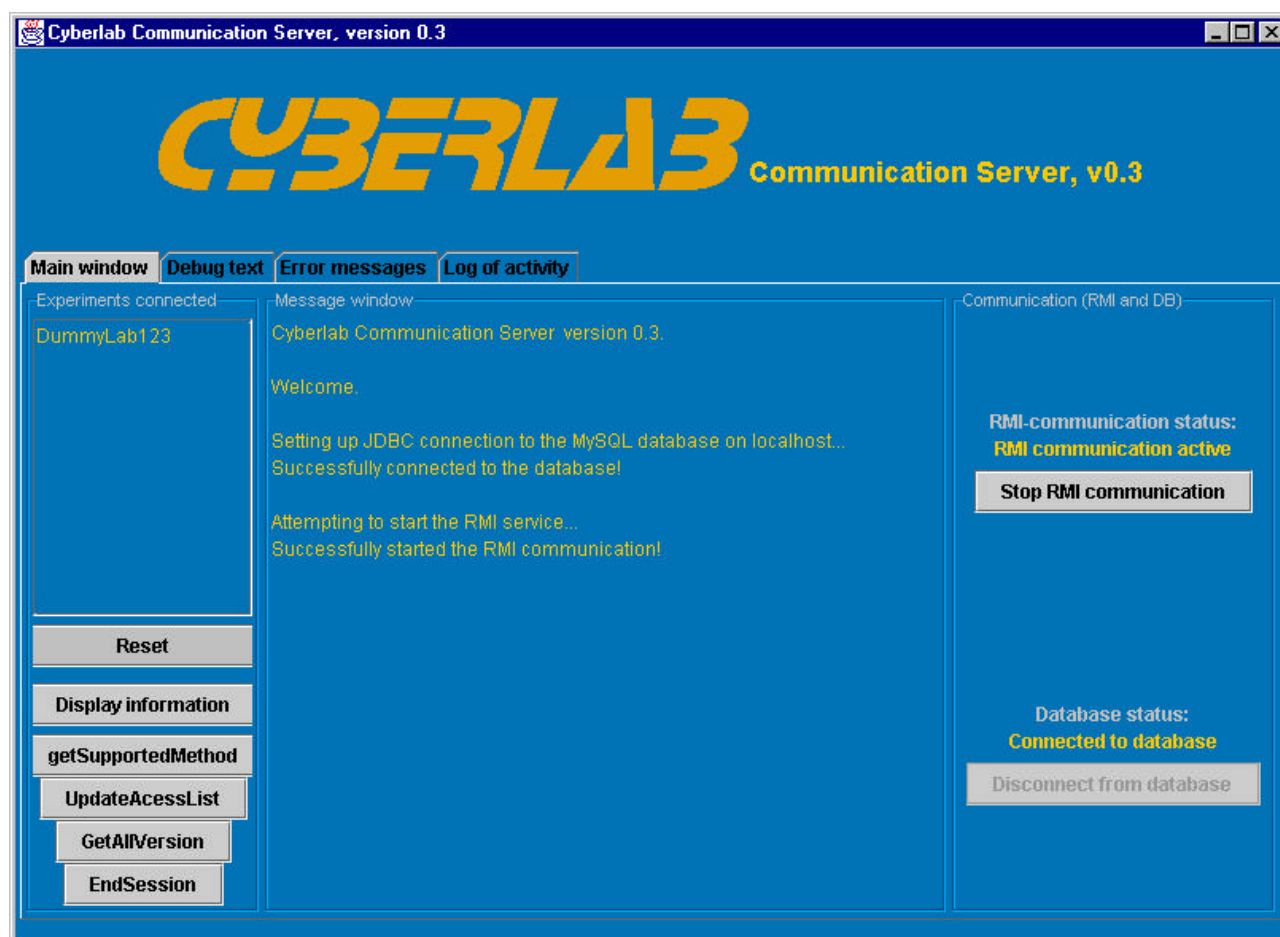 Cyberlab Communication Server, version 0.3
CYBERLAB Communication Server, v0.3
Main window Debug text Error messages Log of activity
Experiments connected
DummyLab123
Reset
Display information
getSupportedMethod
UpdateAcessList
GetAllVersion
EndSession
Message window
Cyberlab Communication Server version 0.3.
Welcome.
Setting up JDBC connection to the MySQL database on localhost...
Successfully connected to the database!
Attempting to start the RMI service...
Successfully started the RMI communication!
Communication (RMI and DB)
RMI-communication status:
RMI communication active
Stop RMI communication
Database status:
Connected to database
Disconnect from database